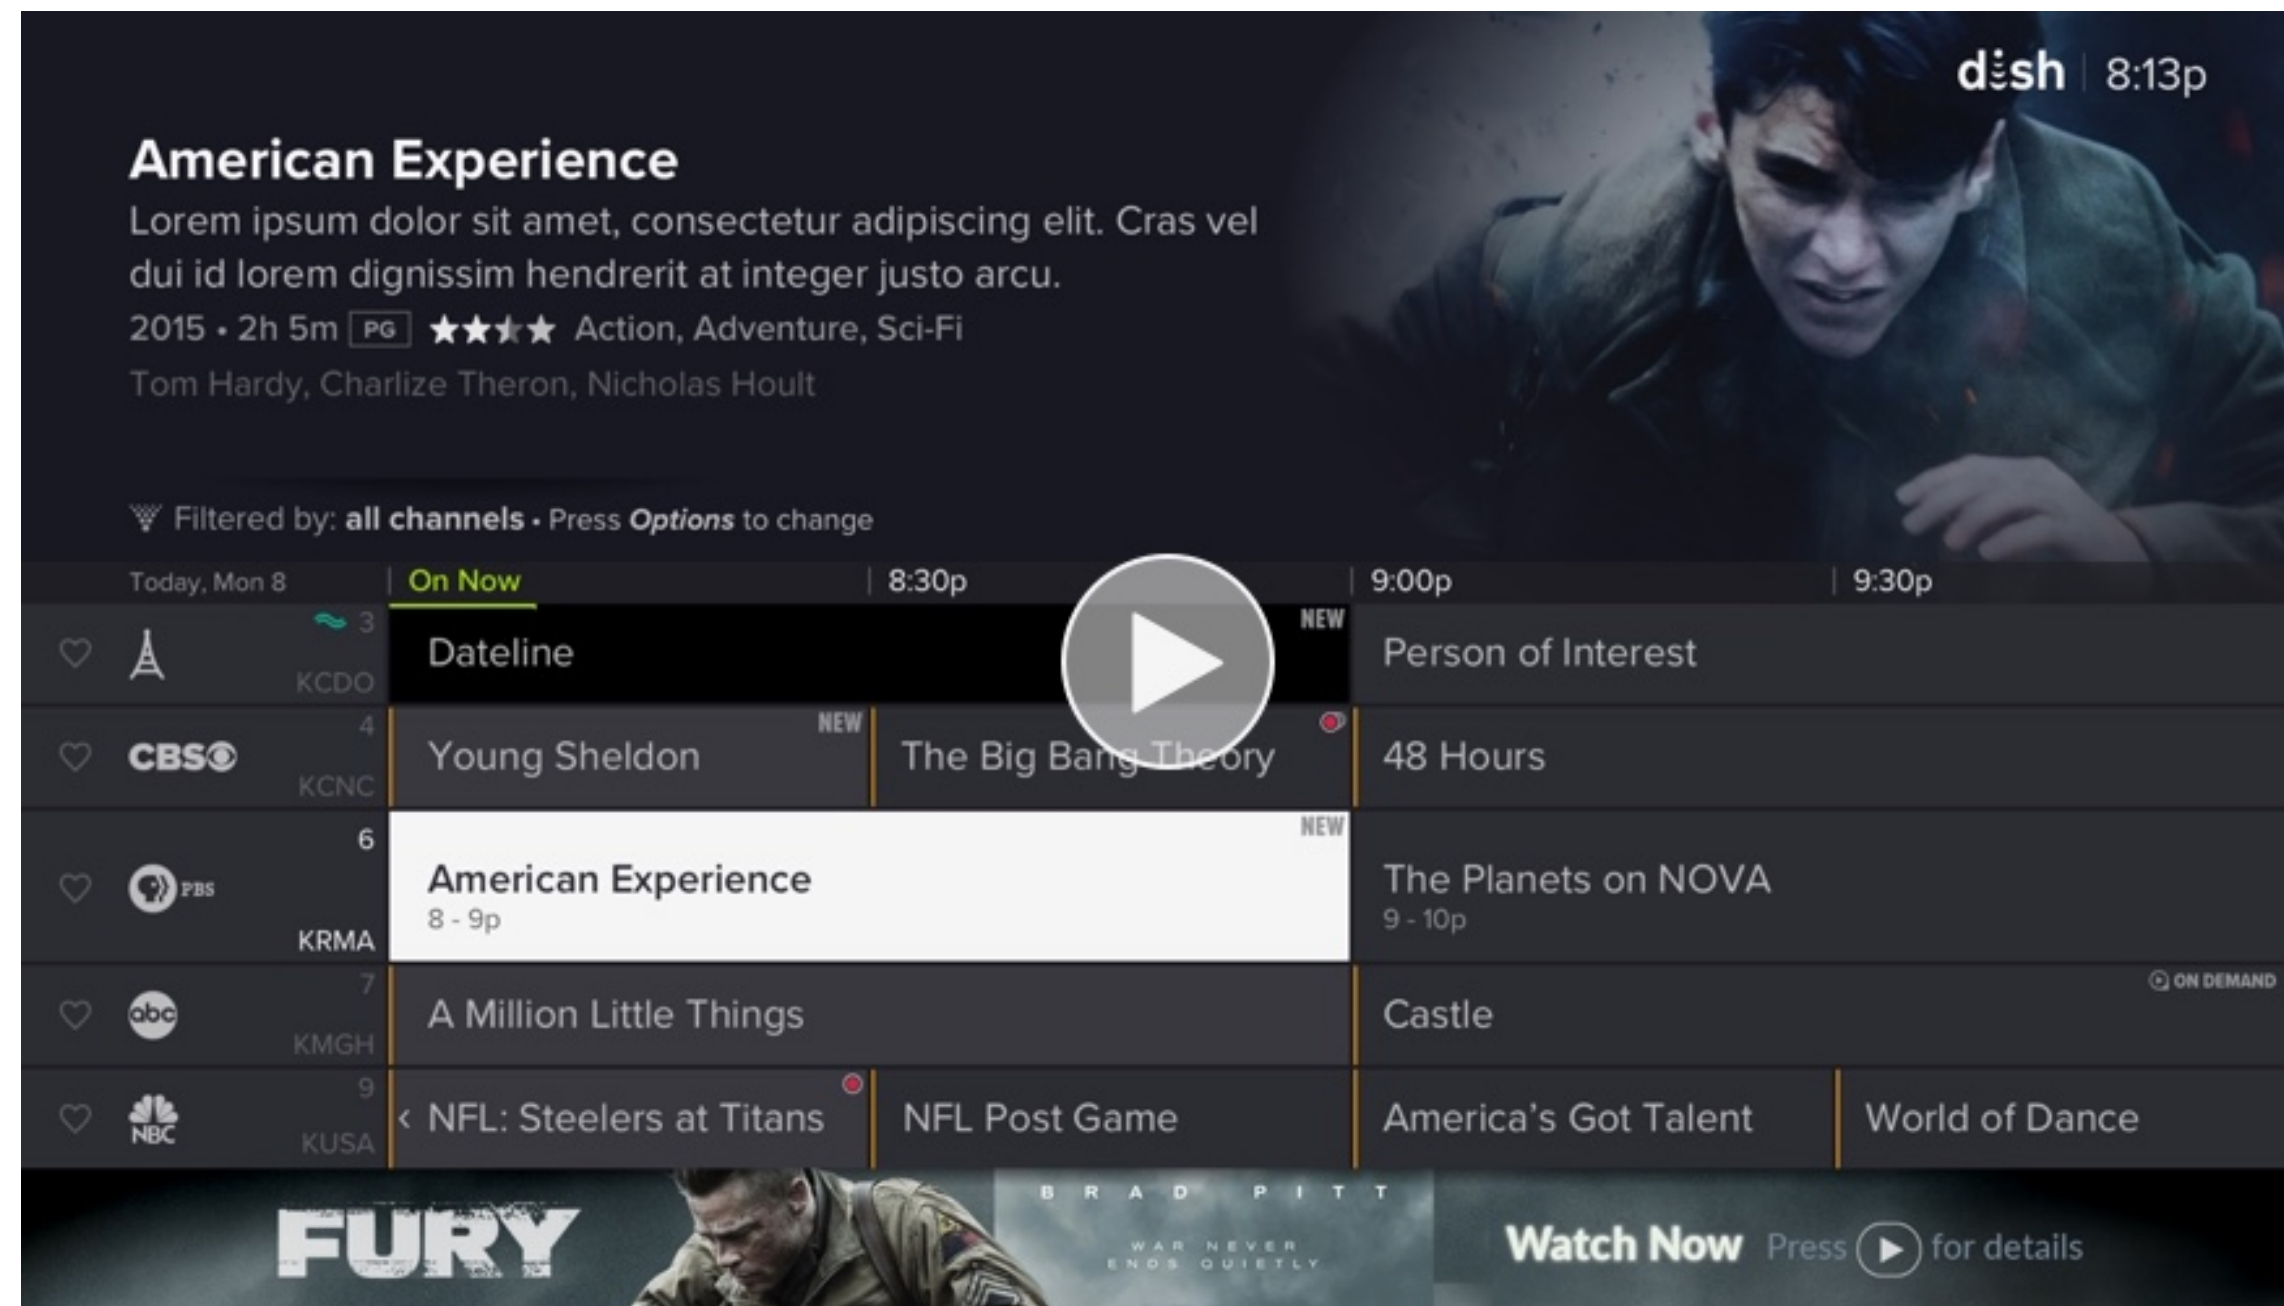 dish 8:13p
American Experience
Lorem ipsum dolor sit amet, consectetur adipiscing elit. Cras vel
dui id lorem dignissim hendrerit at integer justo arcu.
2015 • 2h 5m PG Action, Adventure, Sci-Fi
Tom Hardy, Charlize Theron, Nicholas Hoult
Filtered by: all channels • Press Options to change
Today, Mon 8 On Now 8:30p 9:00p 9:30p
3 KCDO Dateline NEW Person of Interest
CBS 4 KCNC Young Sheldon NEW The Big Bang Theory 48 Hours
PBS 6 KRMA American Experience NEW The Planets on NOVA
8 - 9p 9 - 10p
abc 7 KMGH A Million Little Things Castle ON DEMAND
NBC 9 KUSA ‹ NFL: Steelers at Titans NFL Post Game America's Got Talent World of Dance
FURY
BRAD PITT
WAR NEVER
ENDS QUIETLY
Watch Now Press for details